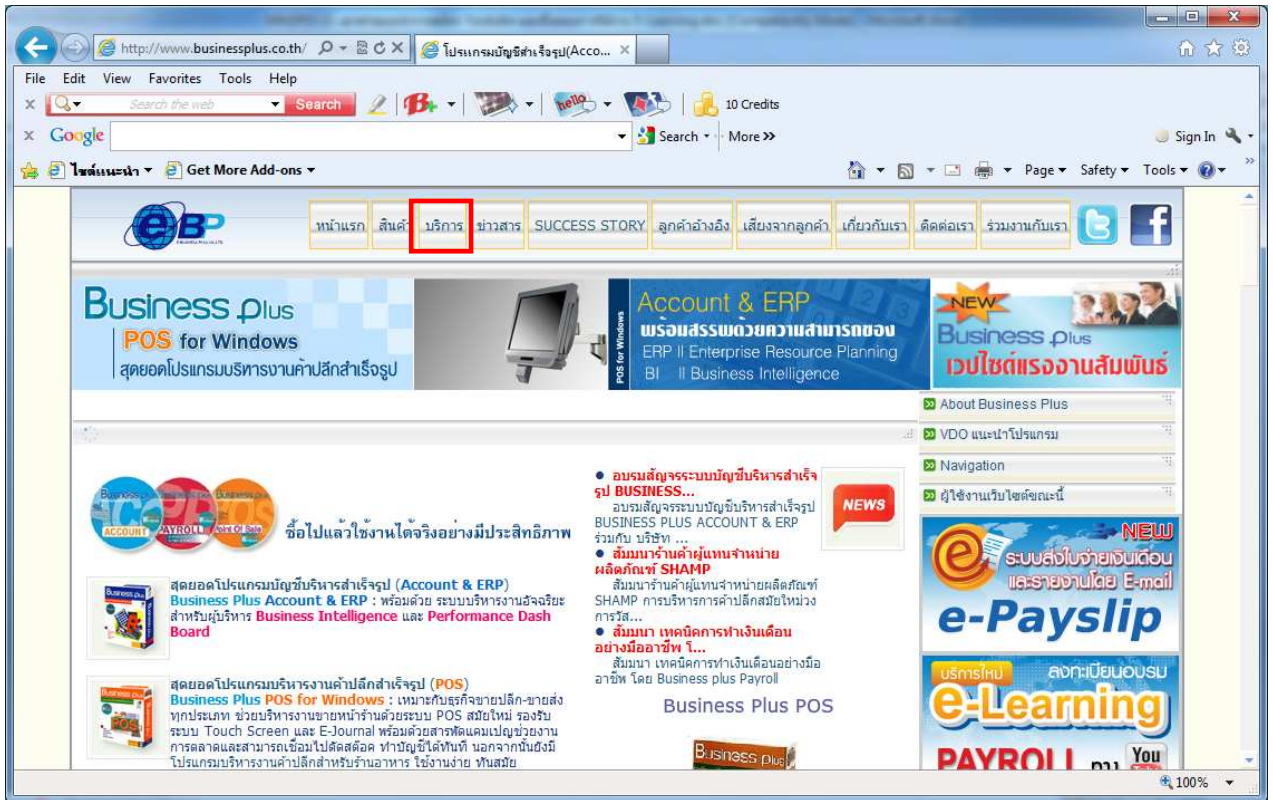 http://www.businessplus.co.th/
โปรแกรมบัญชีสำเร็จรูป(Acco...
File Edit View Favorites Tools Help
Search the web Search
hello
10 Credits
Google Search More >> Sign In
ไซต์แนะนำ Get More Add-ons
Page Safety Tools
eBP
หน้าแรก สินค้า บริการ ข่าวสาร SUCCESS STORY ลูกค้าอ้างอิง เสียงจากลูกค้า เกี่ยวกับเรา ติดต่อเรา ร่วมงานกับเรา
Business Plus
POS for Windows
สุดยอดโปรแกรมบริหารงานค้าปลีกสำเร็จรูป
POS for Windows
Account & ERP
พร้อมสรรพด้วยความสามารถของ
ERP II Enterprise Resource Planning
BI II Business Intelligence
NEW
Business Plus
เวปไซต์แรงงานสัมพันธ์
About Business Plus
VDO แนะนำโปรแกรม
Navigation
ผู้ใช้งานเว็บไซต์ขณะนี้
ACCOUNT PAYROLL Point Of Sale
ซื้อไปแล้วใช้งานได้จริงอย่างมีประสิทธิภาพ
สุดยอดโปรแกรมบัญชีบริหารสำเร็จรูป (Account & ERP)
Business Plus Account & ERP : พร้อมด้วย ระบบบริหารงานอัจฉริยะ
สำหรับผู้บริหาร Business Intelligence และ Performance Dash
Board
สุดยอดโปรแกรมบริหารงานค้าปลีกสำเร็จรูป (POS)
Business Plus POS for Windows : เหมาะกับธุรกิจขายปลีก-ขายส่ง
ทุกประเภท ช่วยบริหารงานขายหน้าร้านด้วยระบบ POS สมัยใหม่ รองรับ
ระบบ Touch Screen และ E-Journal พร้อมด้วยสารพัดแคมเปญช่วยงาน
การตลาดและสามารถเชื่อมไปตัดสต๊อค ทำบัญชีได้ทันที นอกจากนั้นยังมี
โปรแกรมบริหารงานค้าปลีกสำหรับร้านอาหาร ใช้งานง่าย ทันสมัย
อบรมสัญจรระบบบัญชีบริหารสำเร็จ
รูป BUSINESS...
อบรมสัญจรระบบบัญชีบริหารสำเร็จรูป
BUSINESS PLUS ACCOUNT & ERP
ร่วมกับ บริษัท ...
สัมมนาร้านค้าผู้แทนจำหน่าย
ผลิตภัณฑ์ SHAMP
สัมมนาร้านค้าผู้แทนจำหน่ายผลิตภัณฑ์
SHAMP การบริหารการค้าปลีกสมัยใหม่วง
การวัส...
สัมมนา เทคนิคการทำเงินเดือน
อย่างมืออาชีพ โ...
สัมมนา เทคนิคการทำเงินเดือนอย่างมือ
อาชีพ โดย Business plus Payroll
NEWS
Business Plus POS
Business Plus
NEW
ระบบส่งใบจ่ายเงินเดือน
และรายงานโดย E-mail
e-Payslip
บริการใหม่ ลงทะเบียนอบรม
e-Learning
PAYROLL ทาง You
100%